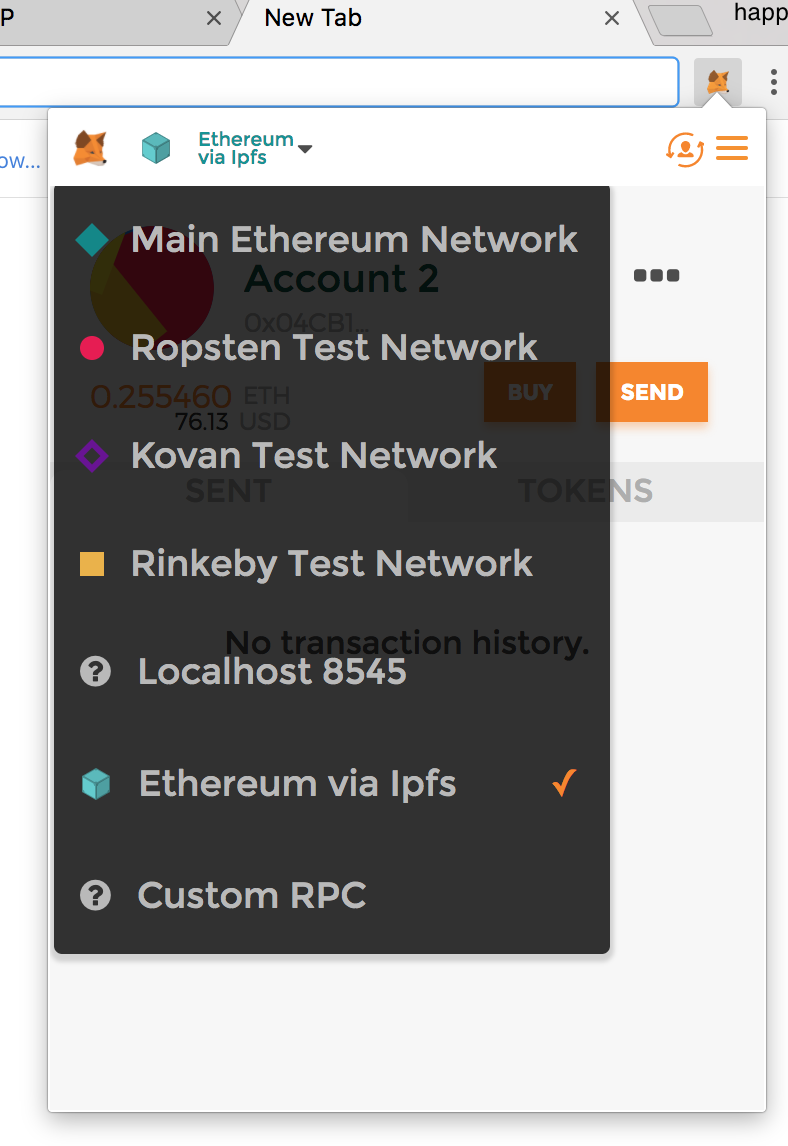 P
New Tab
happ
ow...
Ethereum
via Ipfs
Main Ethereum Network
Account 2
0x04CB1...
Ropsten Test Network
0.255460 ETH
BUY
SEND
76.13 USD
Kovan Test Network
SENT
TOKENS
Rinkeby Test Network
No transaction history.
Localhost 8545
Ethereum via Ipfs
Custom RPC